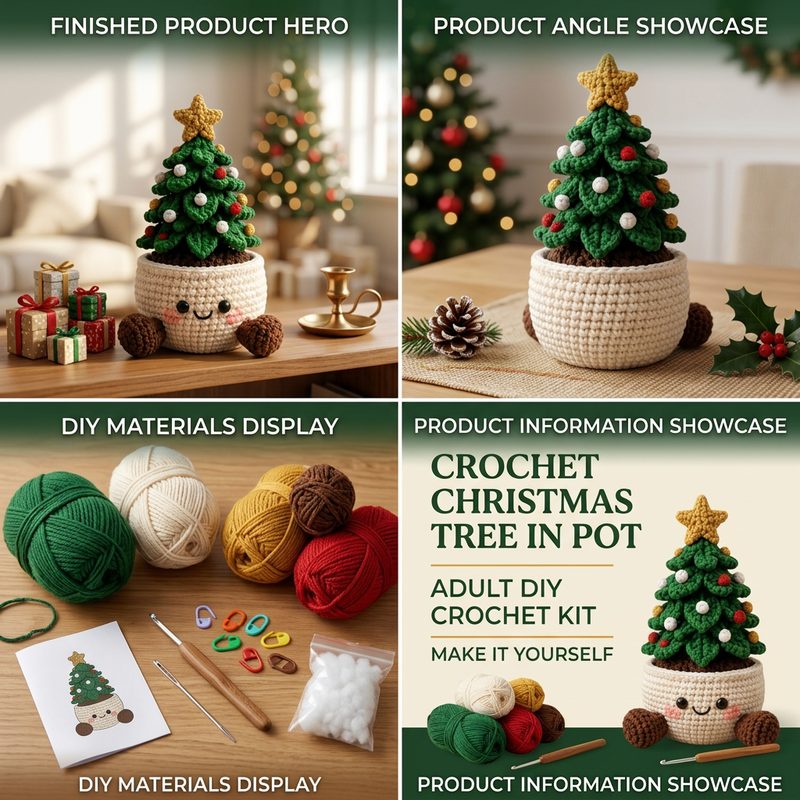 FINISHED PRODUCT HERO
PRODUCT ANGLE SHOWCASE
DIY MATERIALS DISPLAY
DIY MATERIALS DISPLAY
PRODUCT INFORMATION SHOWCASE
CROCHET
CHRISTMAS
TREE IN POT
ADULT DIY
CROCHET KIT
MAKE IT YOURSELF
PRODUCT INFORMATION SHOWCASE